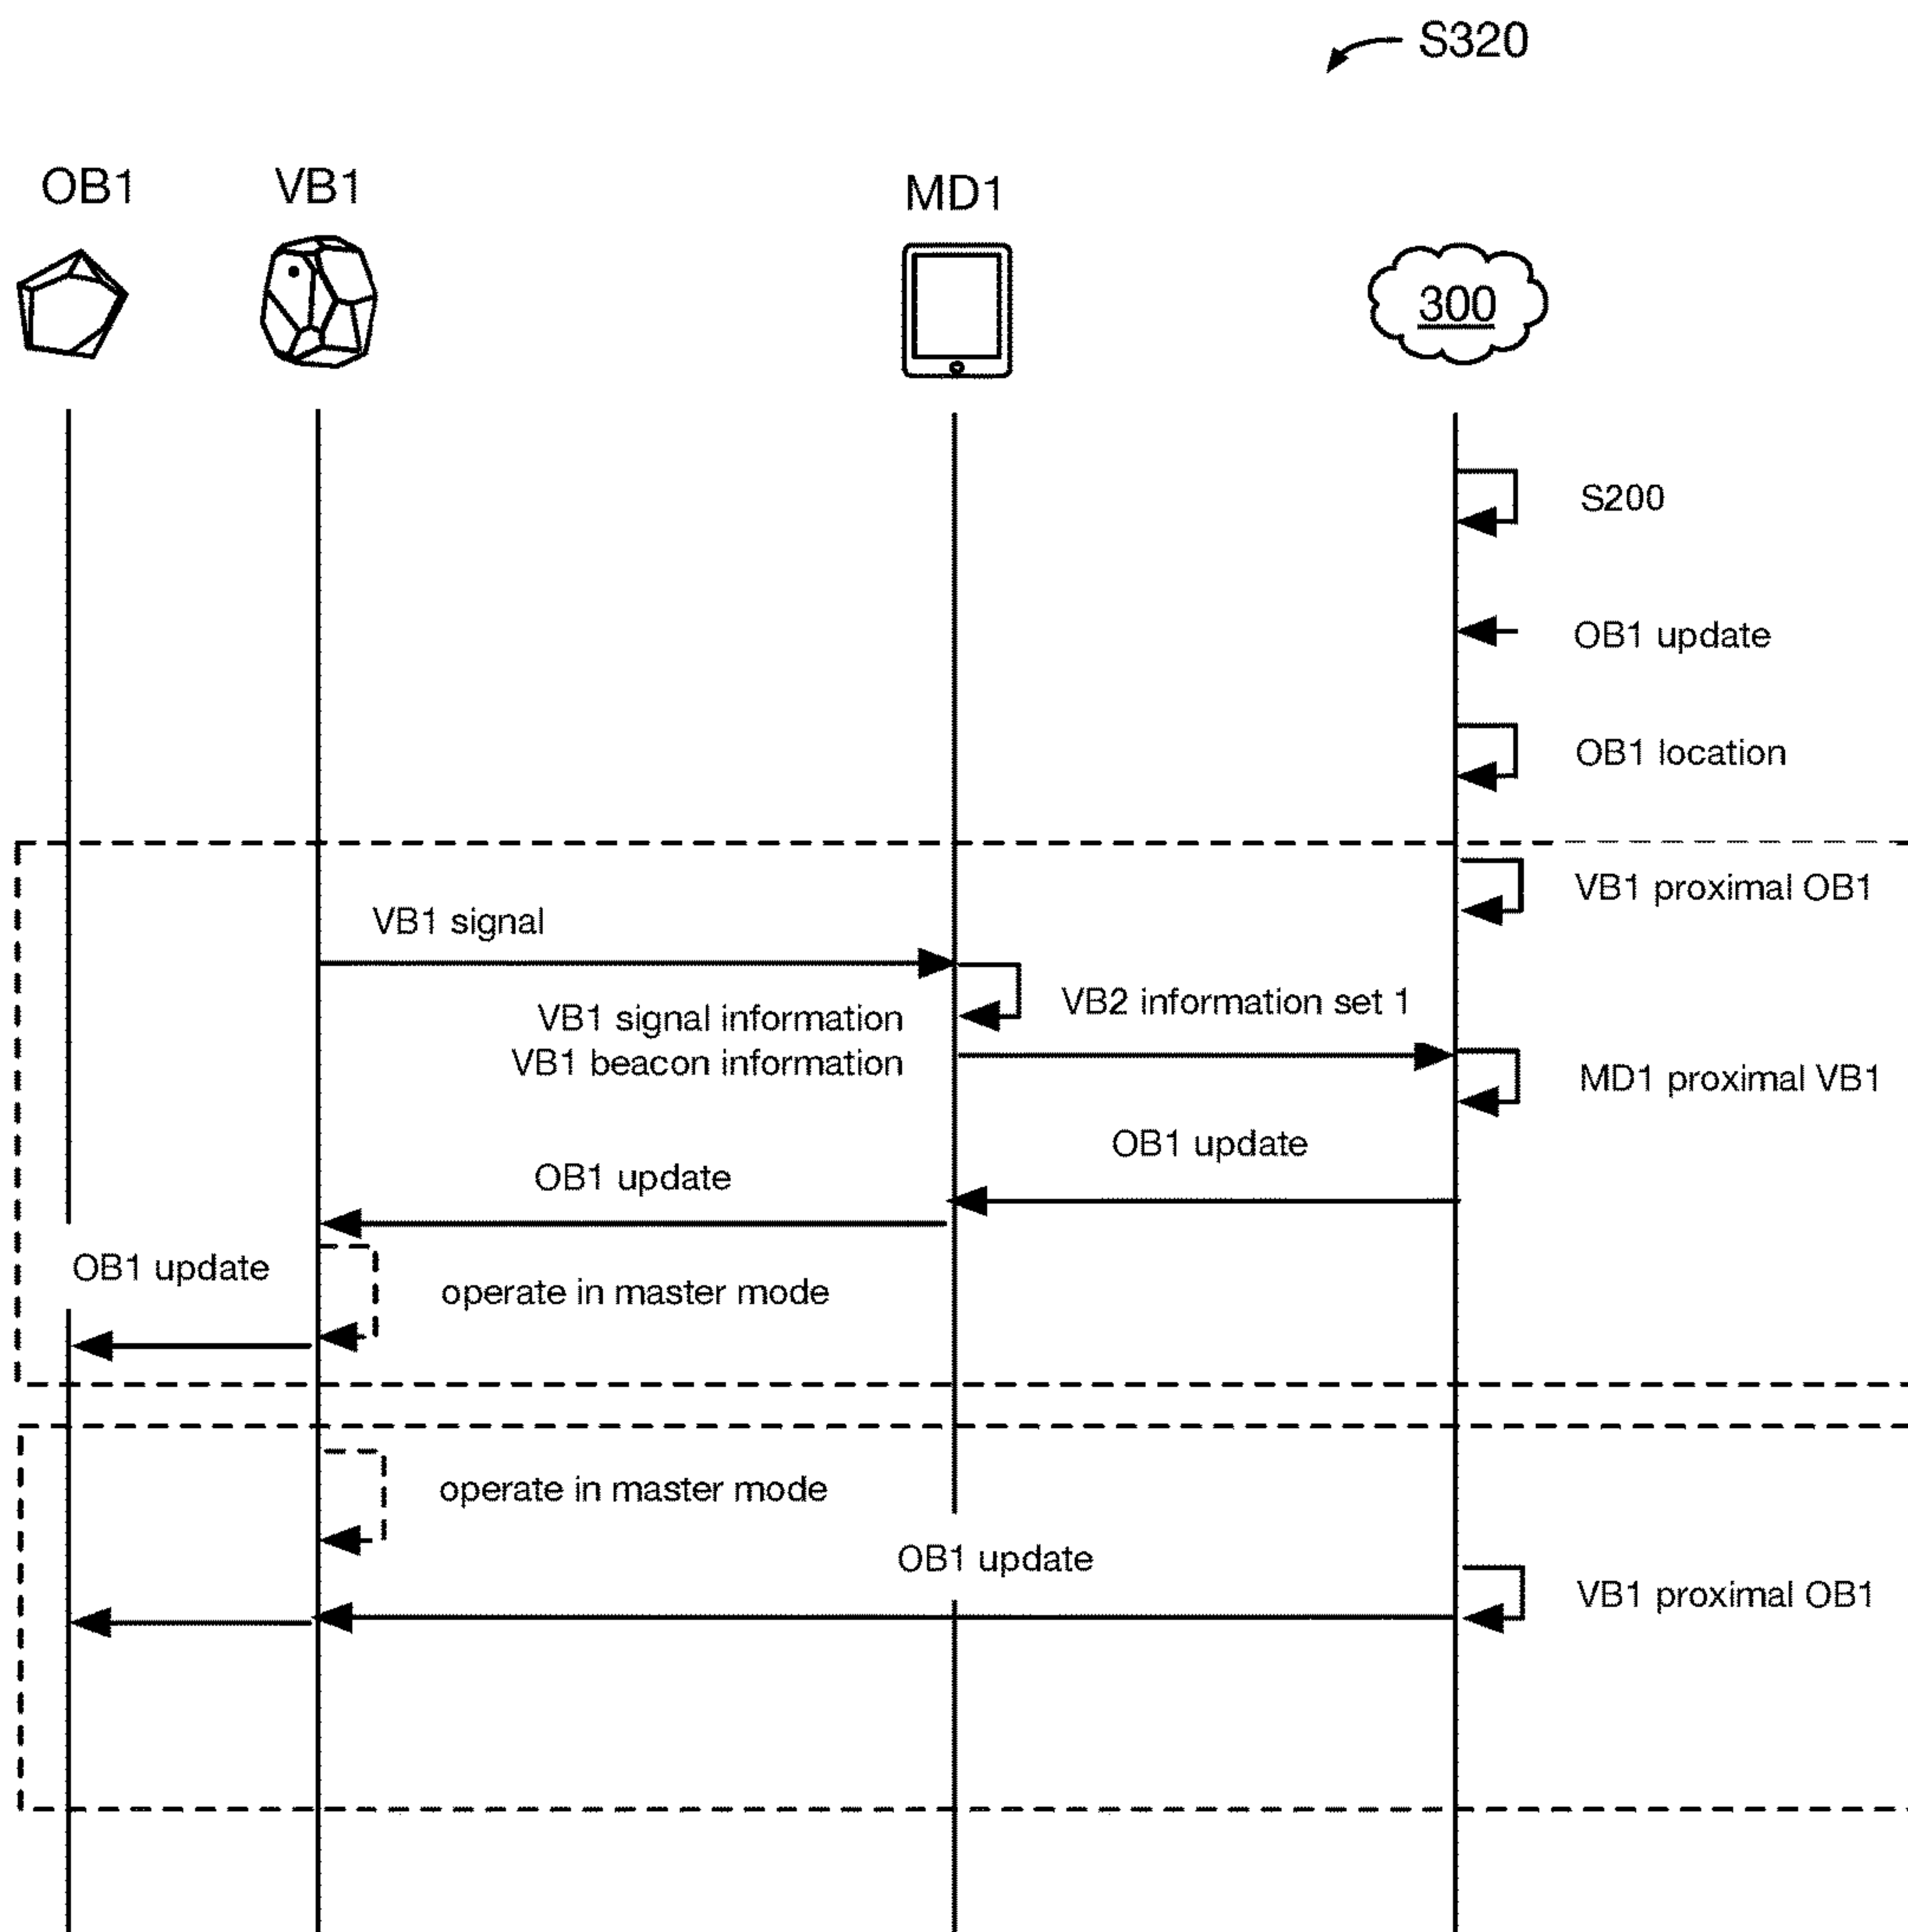 S320
OB1
VB1
MD1
300
S200
OB1 update
OB1 location
VB1 proximal OB1
VB1 signal
VB2 information set 1
VB1 signal information
VB1 beacon information
MD1 proximal VB1
OB1 update
OB1 update
OB1 update
operate in master mode
operate in master mode
OB1 update
VB1 proximal OB1